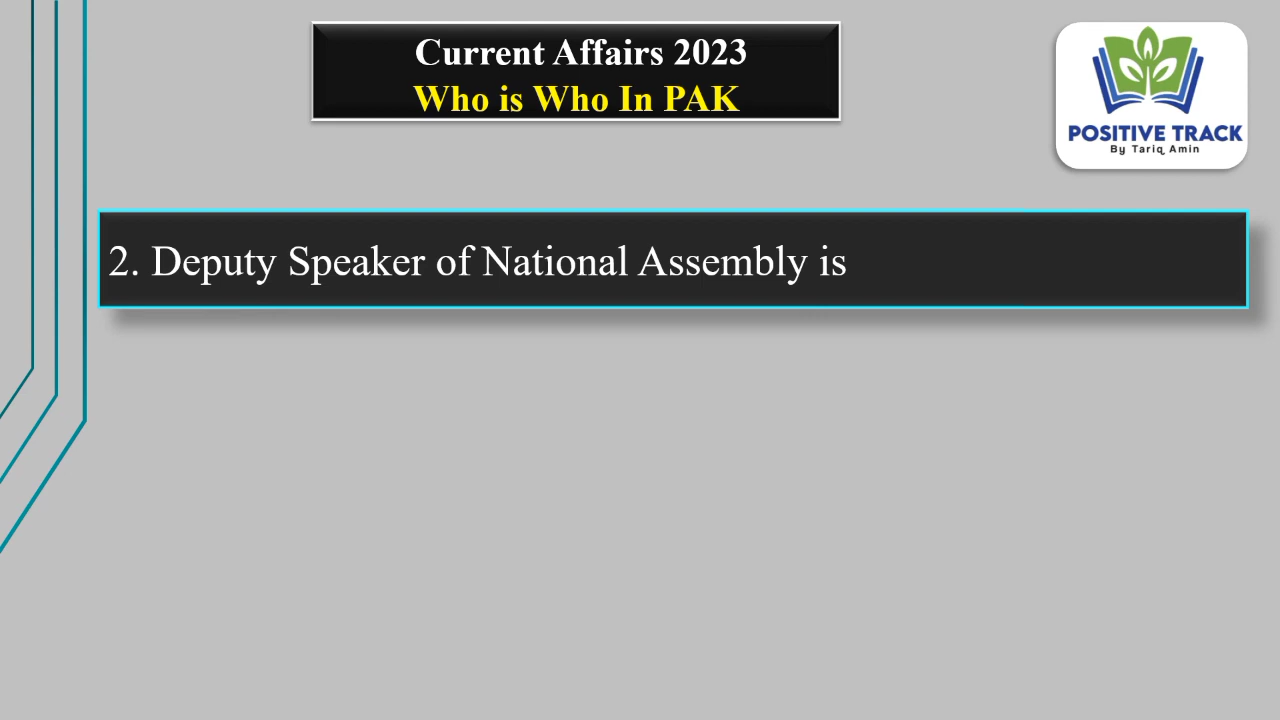 Current Affairs 2023
Who is Who In PAK
POSITIVE TRACK
By Tariq Amin
2. Deputy Speaker of National Assembly is